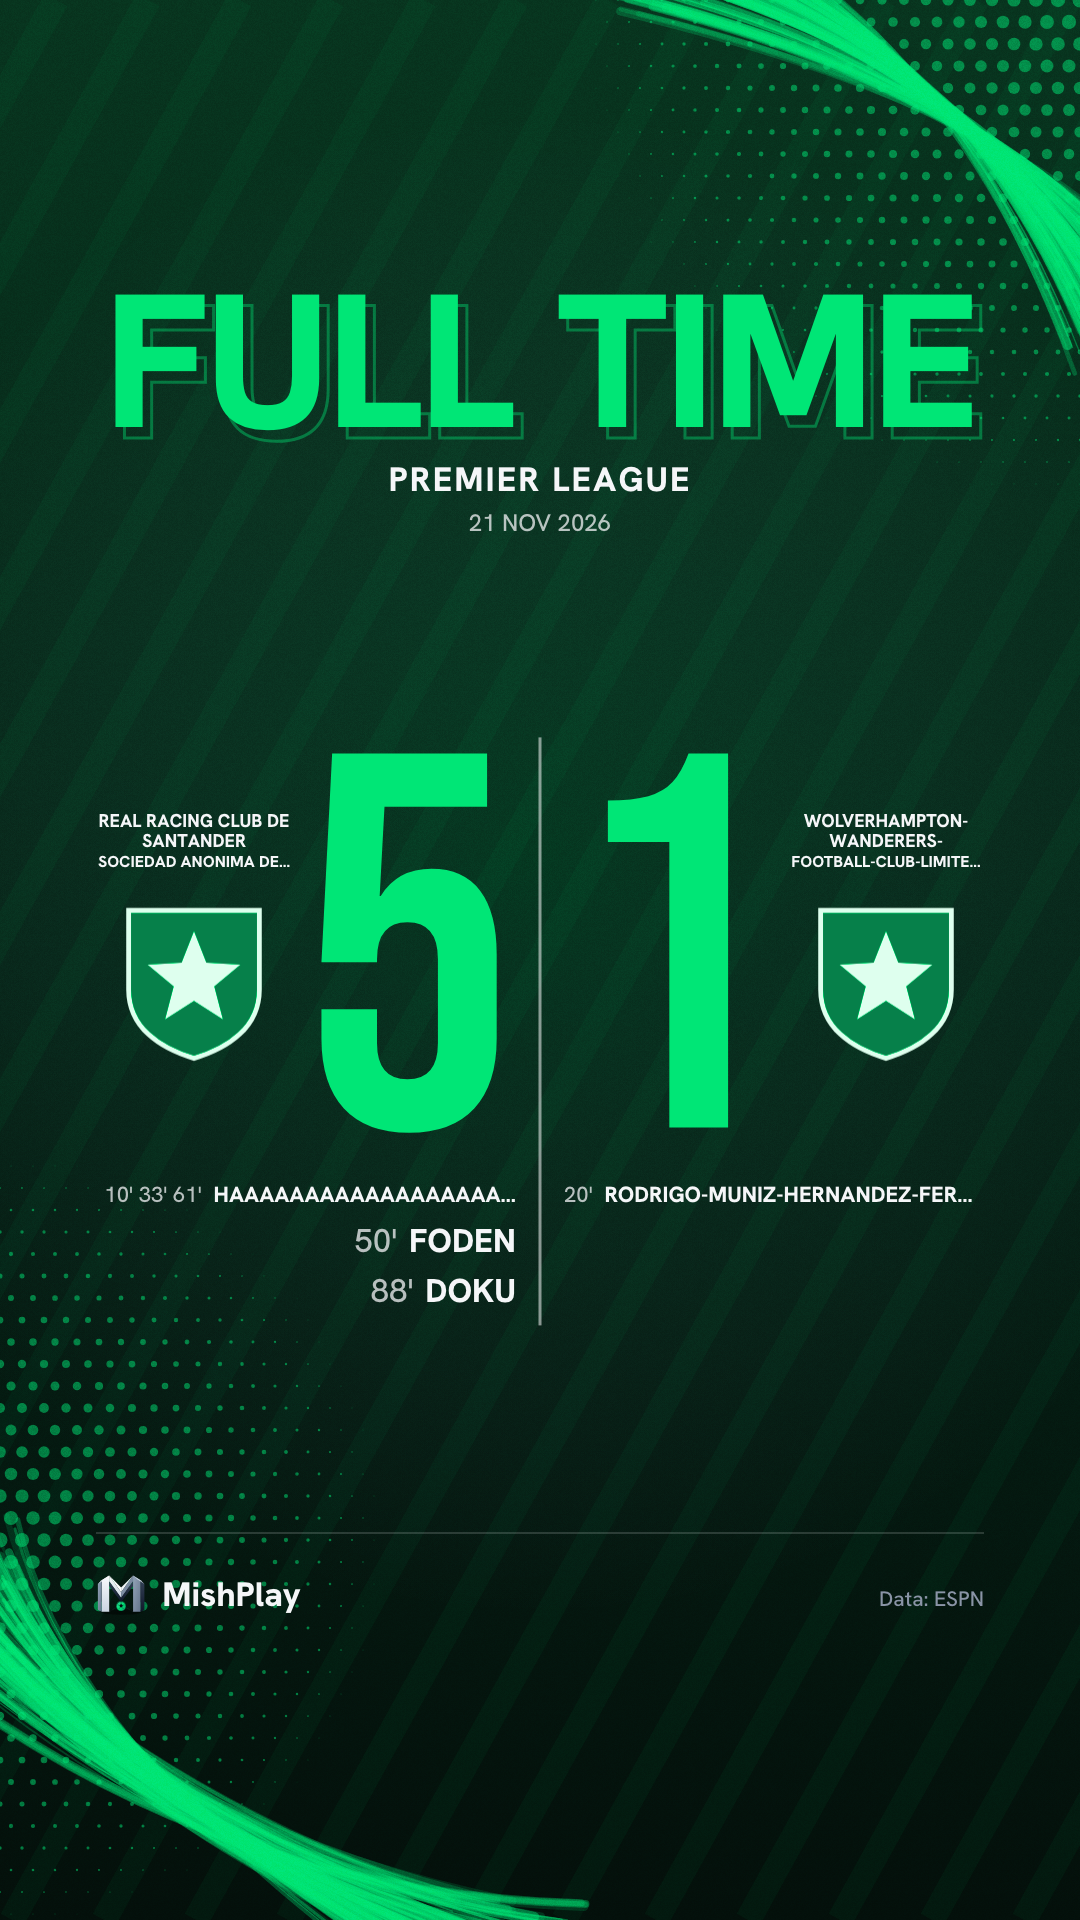 FULL TIME
PREMIER LEAGUE
21 NOV 2026
REAL RACING CLUB DE
SANTANDER
SOCIEDAD ANONIMA DE...
5
1
WOLVERHAMPTON-
WANDERERS-
FOOTBALL-CLUB-LIMITE...
10' 33' 61' HAAAAAAAAAAAAAAAAAA...
50' FODEN
88' DOKU
20' RODRIGO-MUNIZ-HERNANDEZ-FER...
MishPlay
Data: ESPN